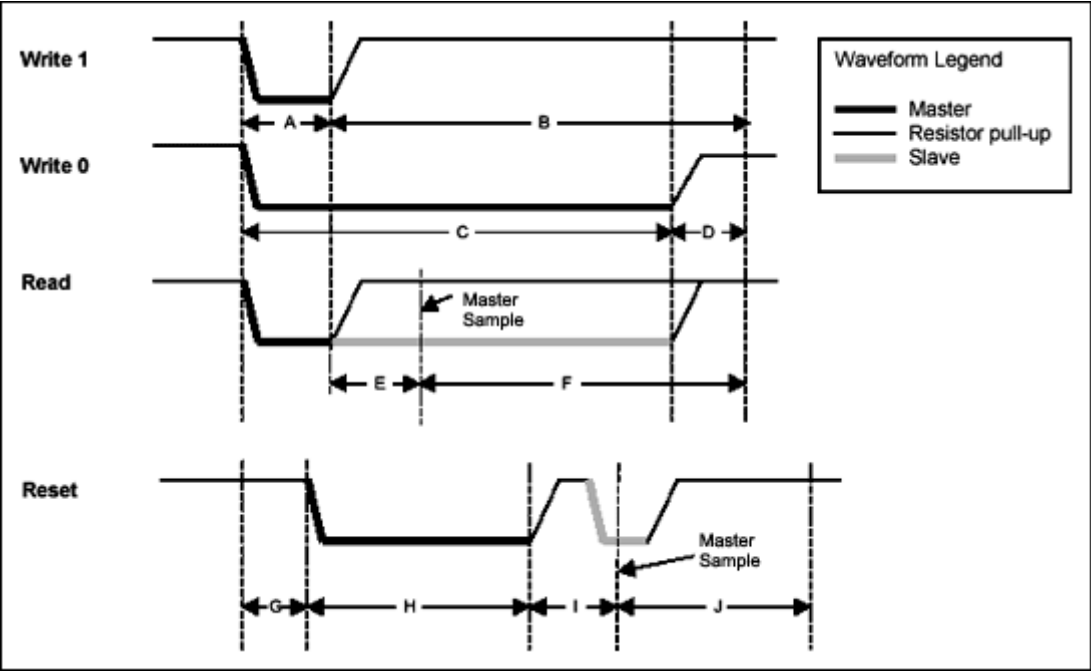 Write 1
A
B
Write 0
C
D
Read
Master
Sample
E
F
Reset
Master
Sample
G
H
I
J
Waveform Legend
Master
Resistor pull-up
Slave